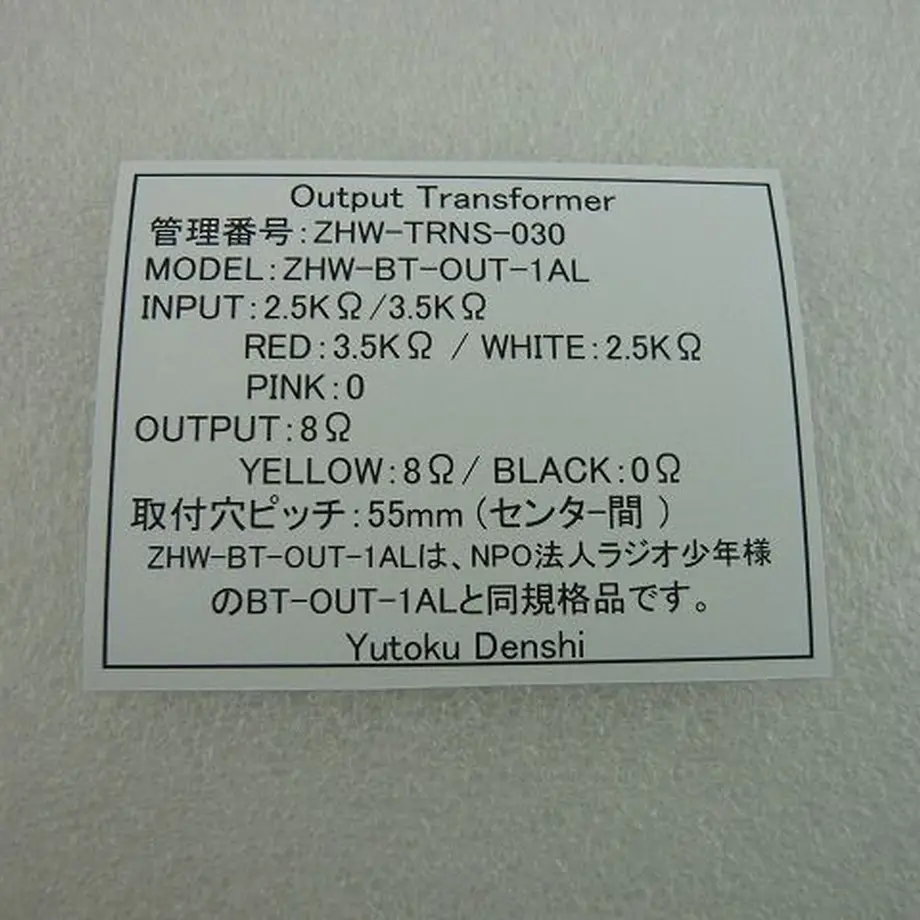 Output Transformer
管理番号：ZHW-TRNS-030
MODEL：ZHW-BT-OUT-1AL
INPUT：2.5KΩ/3.5KΩ
RED：3.5KΩ / WHITE：2.5KΩ
PINK：0
OUTPUT：8Ω
YELLOW：8Ω/ BLACK：0Ω
取付穴ピッチ：55mm（センター間 ）
ZHW-BT-OUT-1ALは、NPO法人ラジオ少年様
のBT-OUT-1ALと同規格品です。
Yutoku Denshi